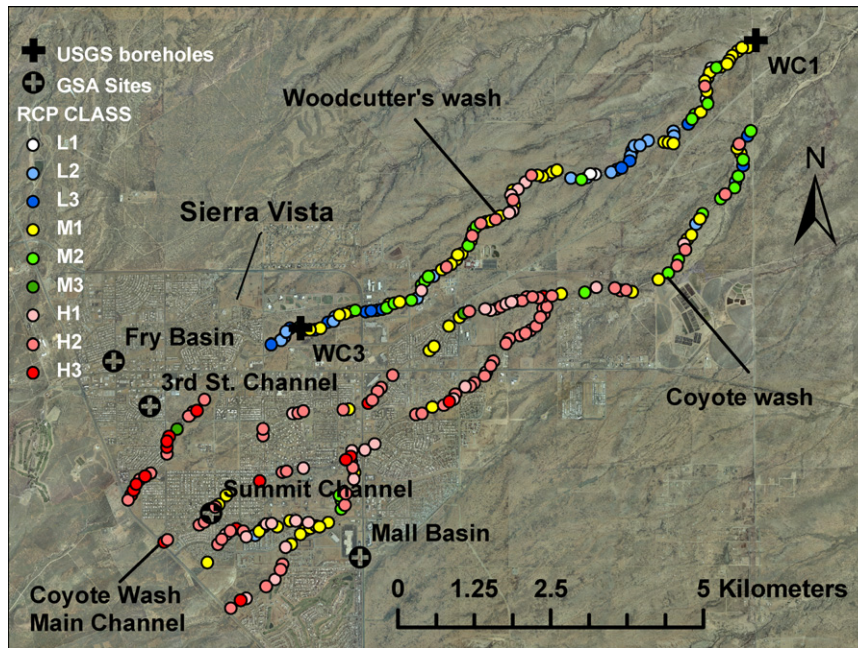 USGS boreholes
GSA Sites
RCP CLASS
L1
L2
L3
M1
M2
M3
H1
H2
H3
WC1
Woodcutter's wash
N
Sierra Vista
Fry Basin
WC3
3rd St. Channel
Coyote wash
Summit Channel
Mall Basin
Coyote Wash
Main Channel
0 1.25 2.5 5 Kilometers